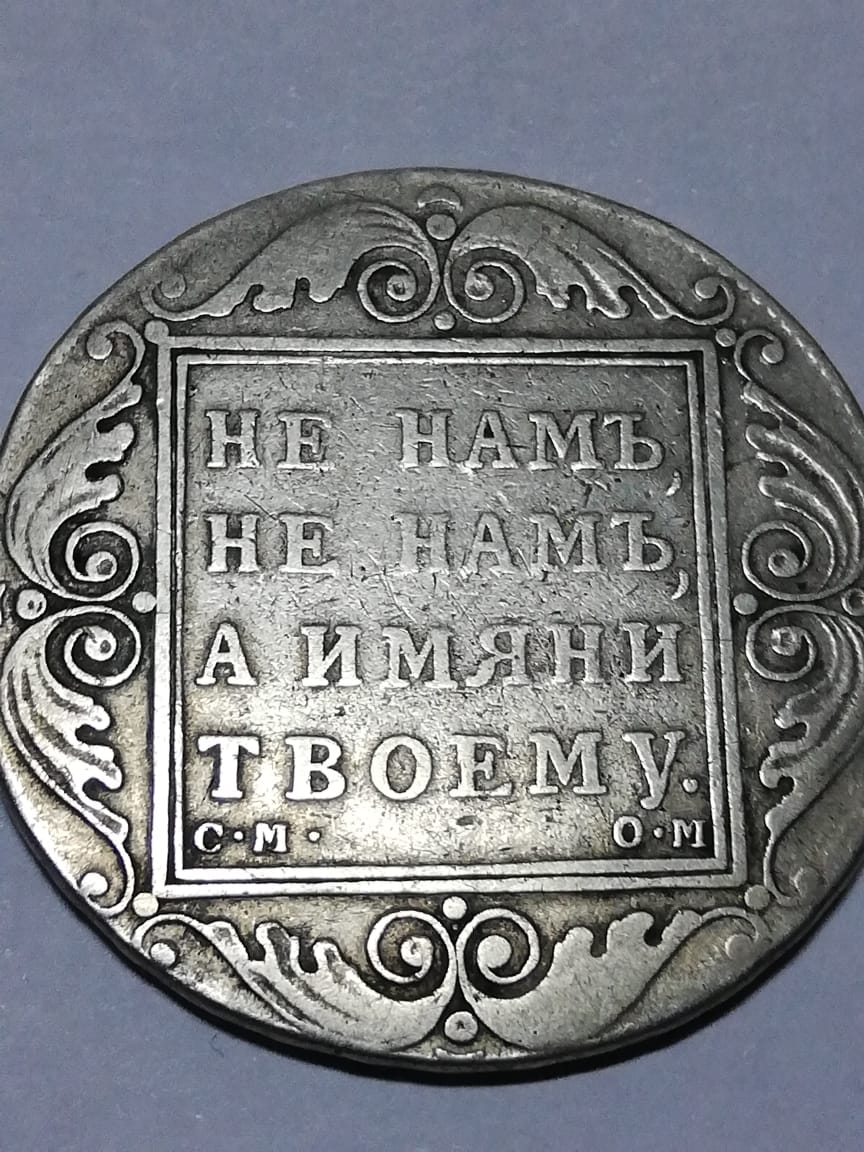 НЕ НАМЪ,
НЕ НАМЪ,
А ИМЯНИ
ТВОЕМУ.
С·М· О·М